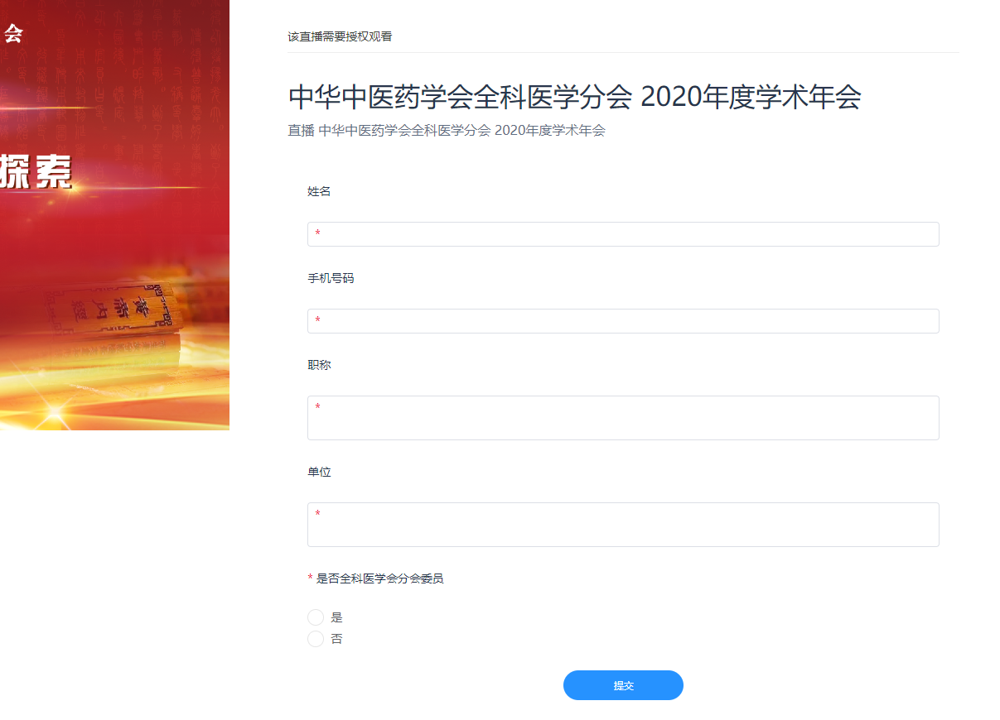 会
探索
黄帝内经
该直播需要授权观看
中华中医药学会全科医学分会 2020年度学术年会
直播 中华中医药学会全科医学分会 2020年度学术年会
姓名
*
手机号码
*
职称
*
单位
*
* 是否全科医学会分会委员
是
否
提交